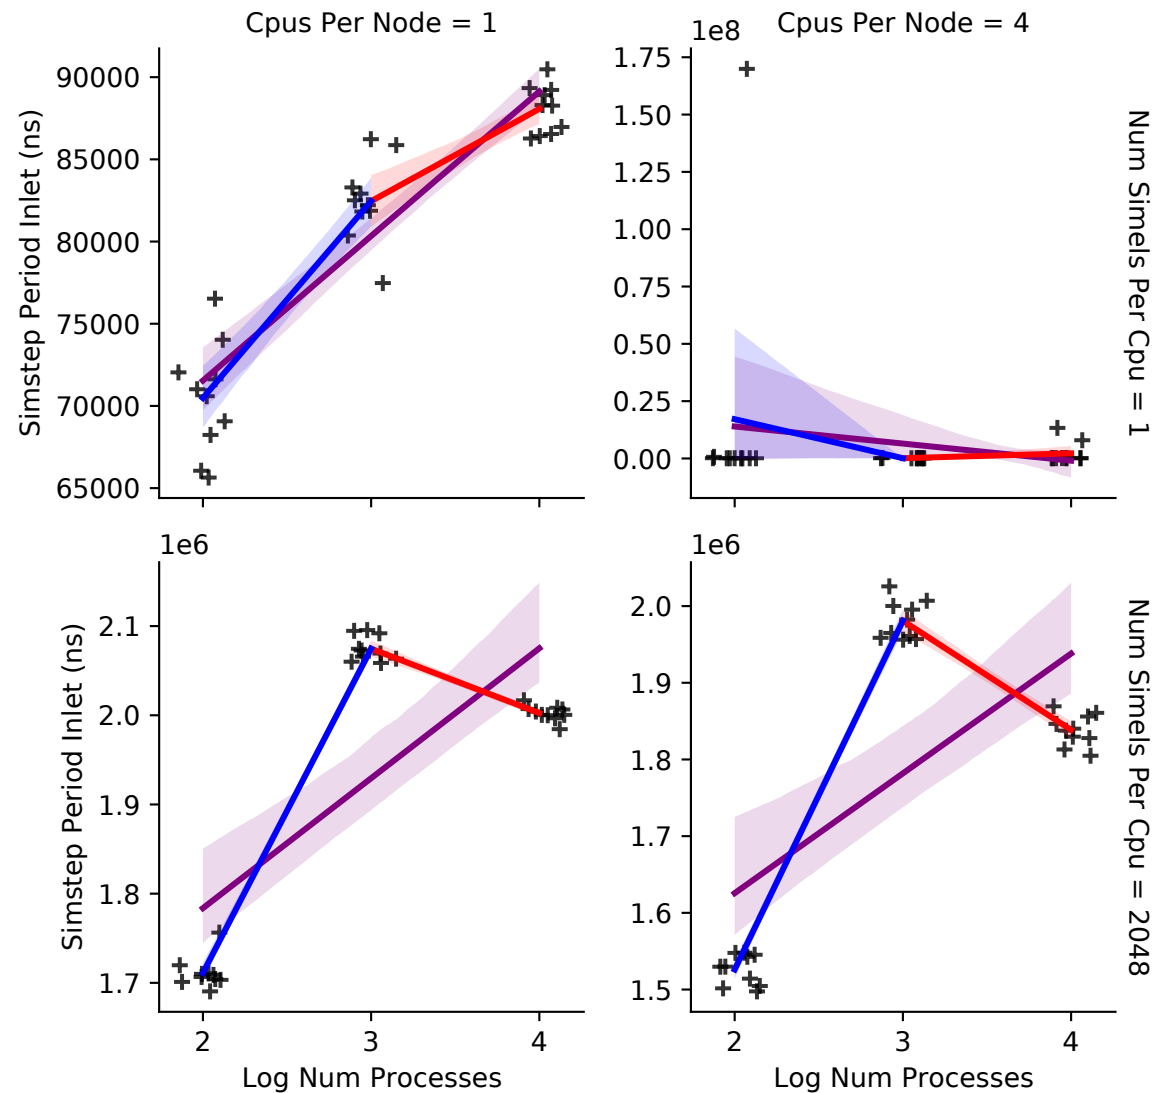 Cpus Per Node = 1
Cpus Per Node = 4
1e8
Simstep Period Inlet (ns)
90000
85000
80000
75000
70000
65000
1.75
1.50
1.25
1.00
0.75
0.50
0.25
0.00
Num Simels Per Cpu = 1
1e6
1e6
Simstep Period Inlet (ns)
2.1
2.0
1.9
1.8
1.7
2.0
1.9
1.8
1.7
1.6
1.5
Num Simels Per Cpu = 2048
2 3 4
2 3 4
Log Num Processes
Log Num Processes